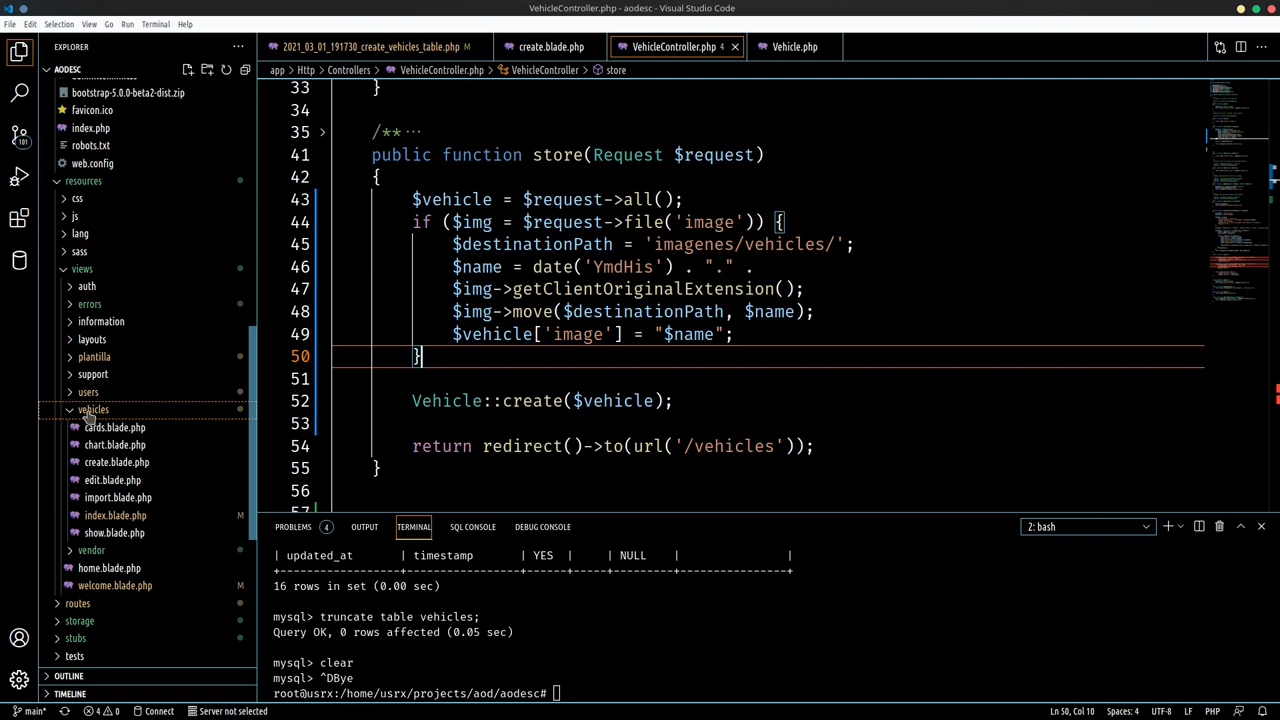 VehicleController.php - aodesc - Visual Studio Code
File Edit Selection View Go Run Terminal Help
EXPLORER
AODESC
bootstrap-5.0.0-beta2-dist.zip
favicon.ico
index.php
robots.txt
web.config
resources
css
js
lang
sass
views
auth
errors
information
layouts
plantilla
support
users
vehicles
cards.blade.php
chart.blade.php
create.blade.php
edit.blade.php
import.blade.php
index.blade.php M
show.blade.php
vendor
home.blade.php
welcome.blade.php M
routes
storage
stubs
tests
OUTLINE
TIMELINE
101
2021_03_01_191730_create_vehicles_table.php M
create.blade.php
VehicleController.php 4
Vehicle.php
app > Http > Controllers > VehicleController.php > VehicleController > store
33 }
34
35 /** ···
41 public function store(Request $request)
42 {
43 $vehicle = $request->all();
44 if ($img = $request->file('image')) {
45 $destinationPath = 'imagenes/vehicles/';
46 $name = date('YmdHis') . "." .
47 $img->getClientOriginalExtension();
48 $img->move($destinationPath, $name);
49 $vehicle['image'] = "$name";
50 }
51
52 Vehicle::create($vehicle);
53
54 return redirect()->to(url('/vehicles'));
55 }
56
57
PROBLEMS 4 OUTPUT TERMINAL SQL CONSOLE DEBUG CONSOLE
2: bash
| updated_at | timestamp | YES | | NULL | |
16 rows in set (0.00 sec)
mysql> truncate table vehicles;
Query OK, 0 rows affected (0.05 sec)
mysql> clear
mysql> ^DBye
root@usrx:/home/usrx/projects/aod/aodesc#
main* 4 0 Connect Server not selected
Ln 50, Col 10 Spaces: 4 UTF-8 LF PHP